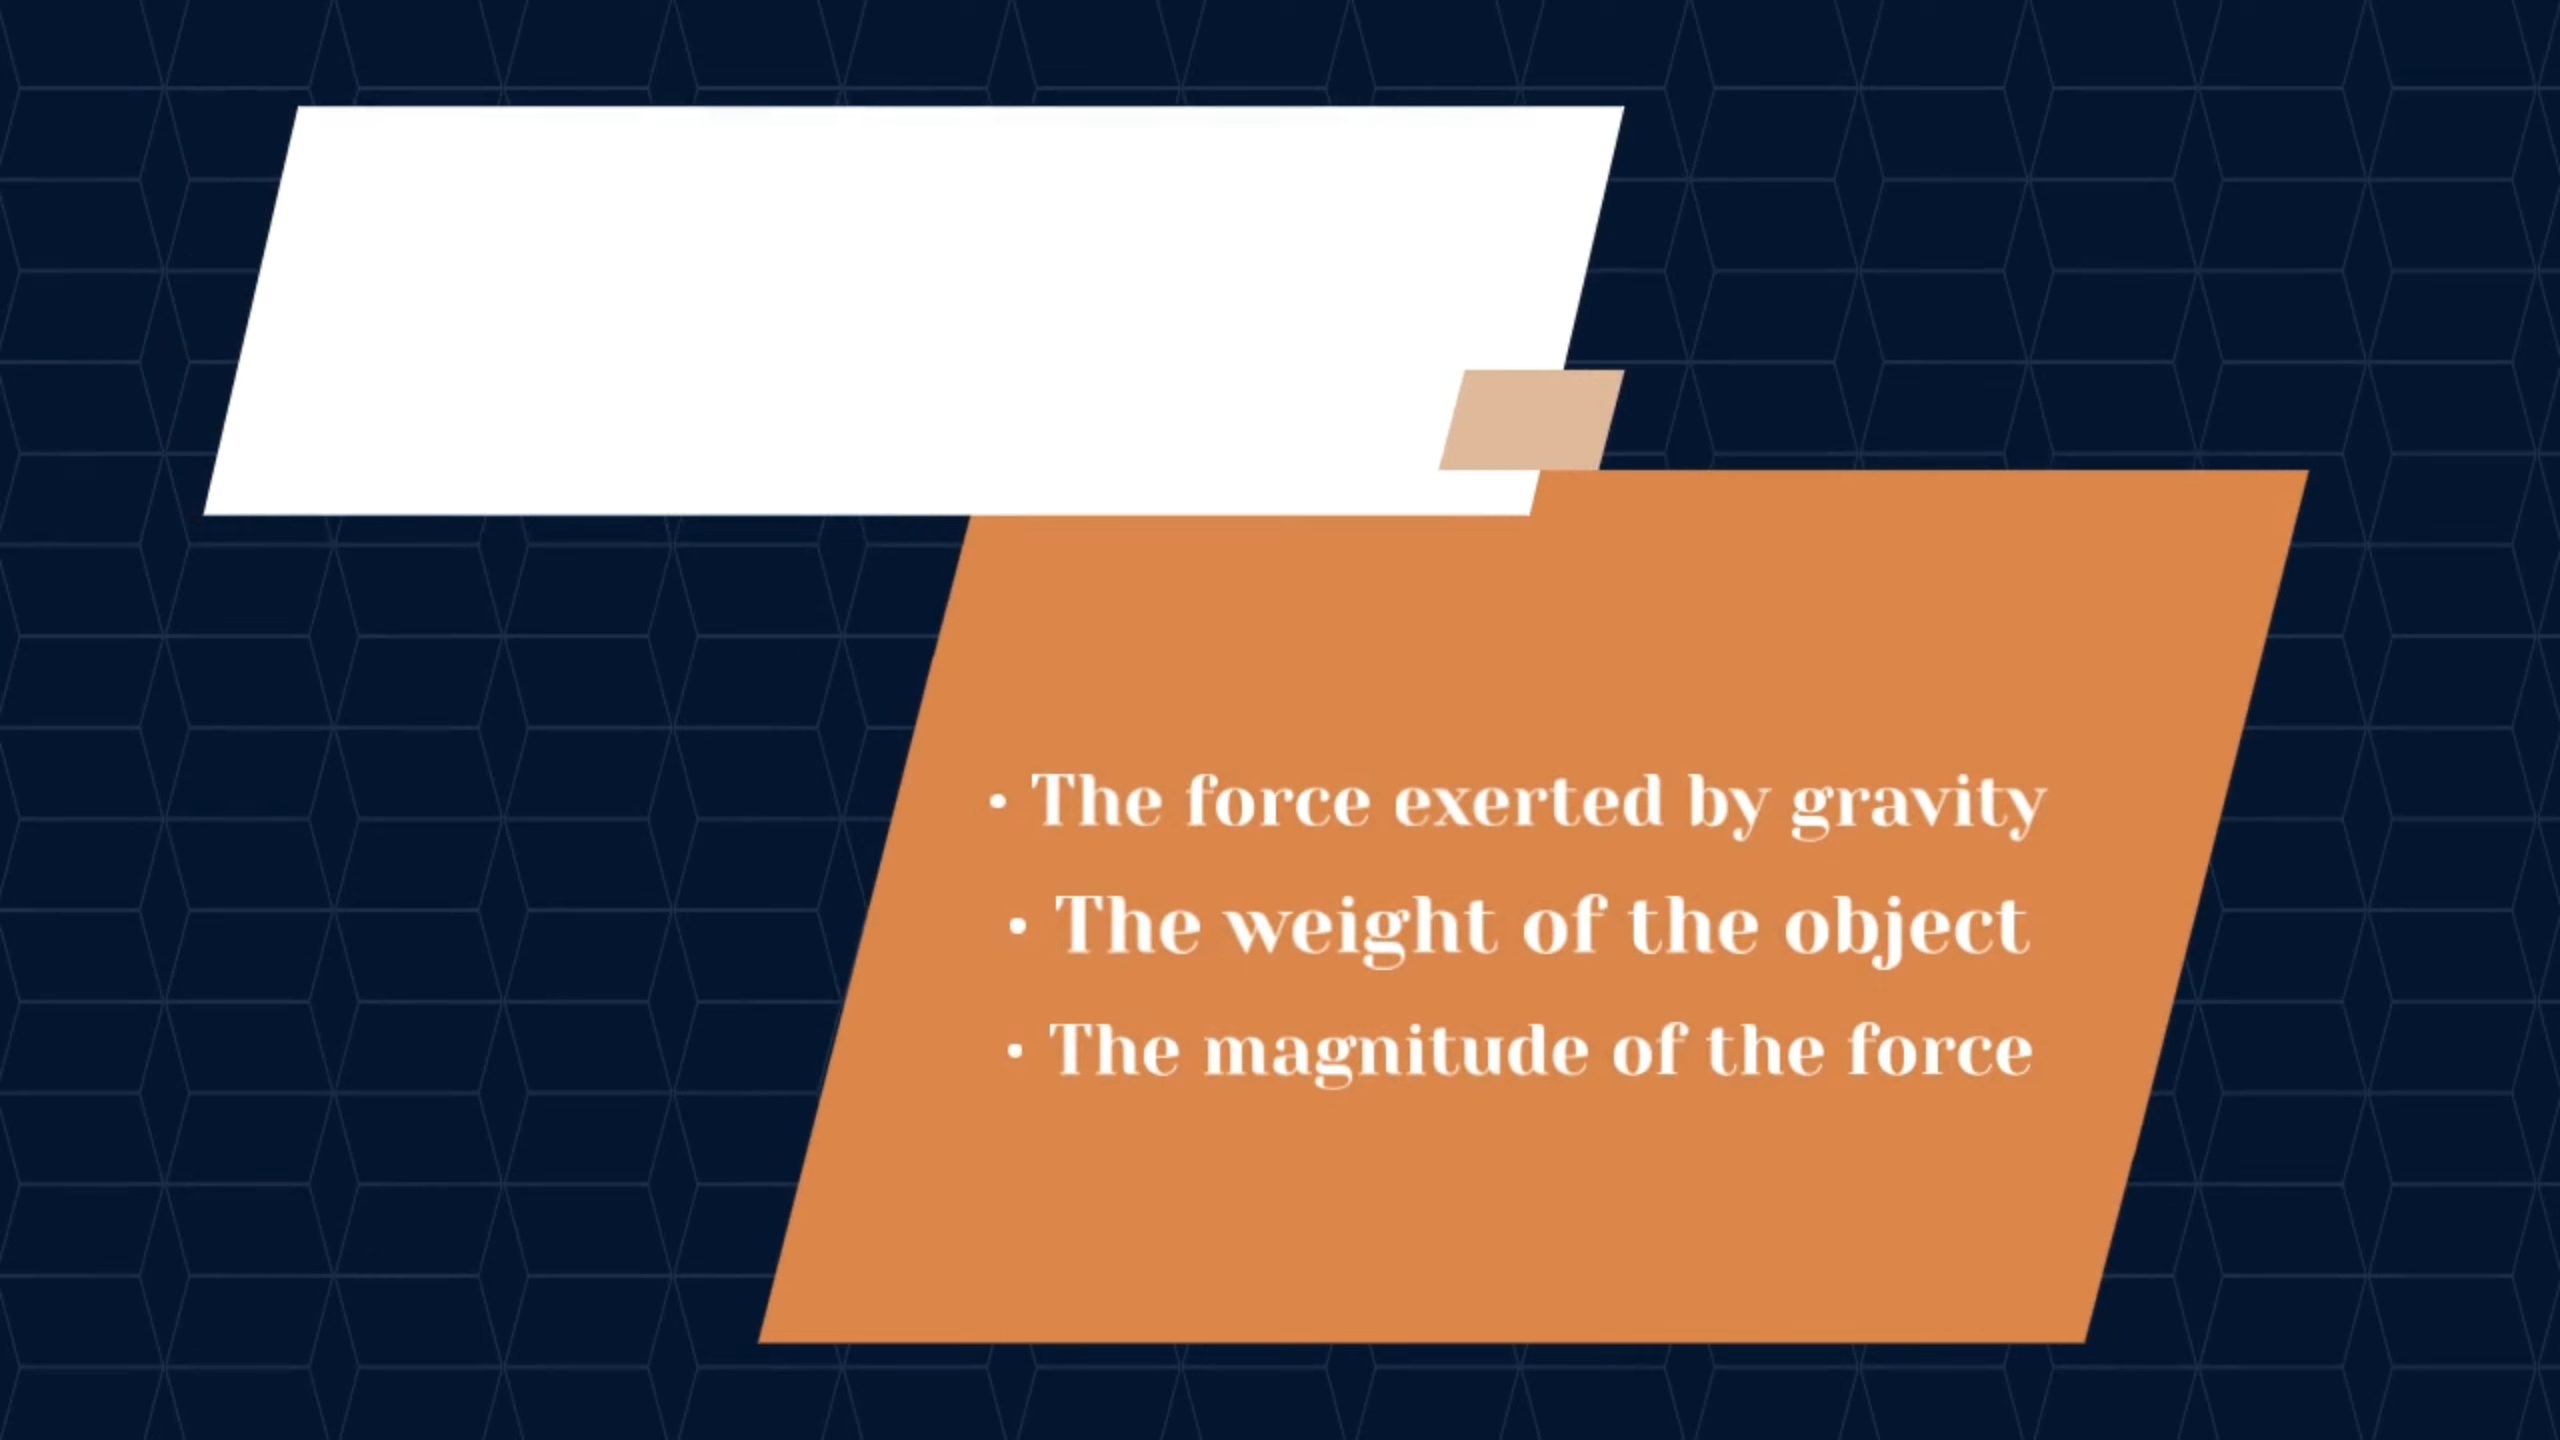 • The force exerted by gravity
• The weight of the object
• The magnitude of the force